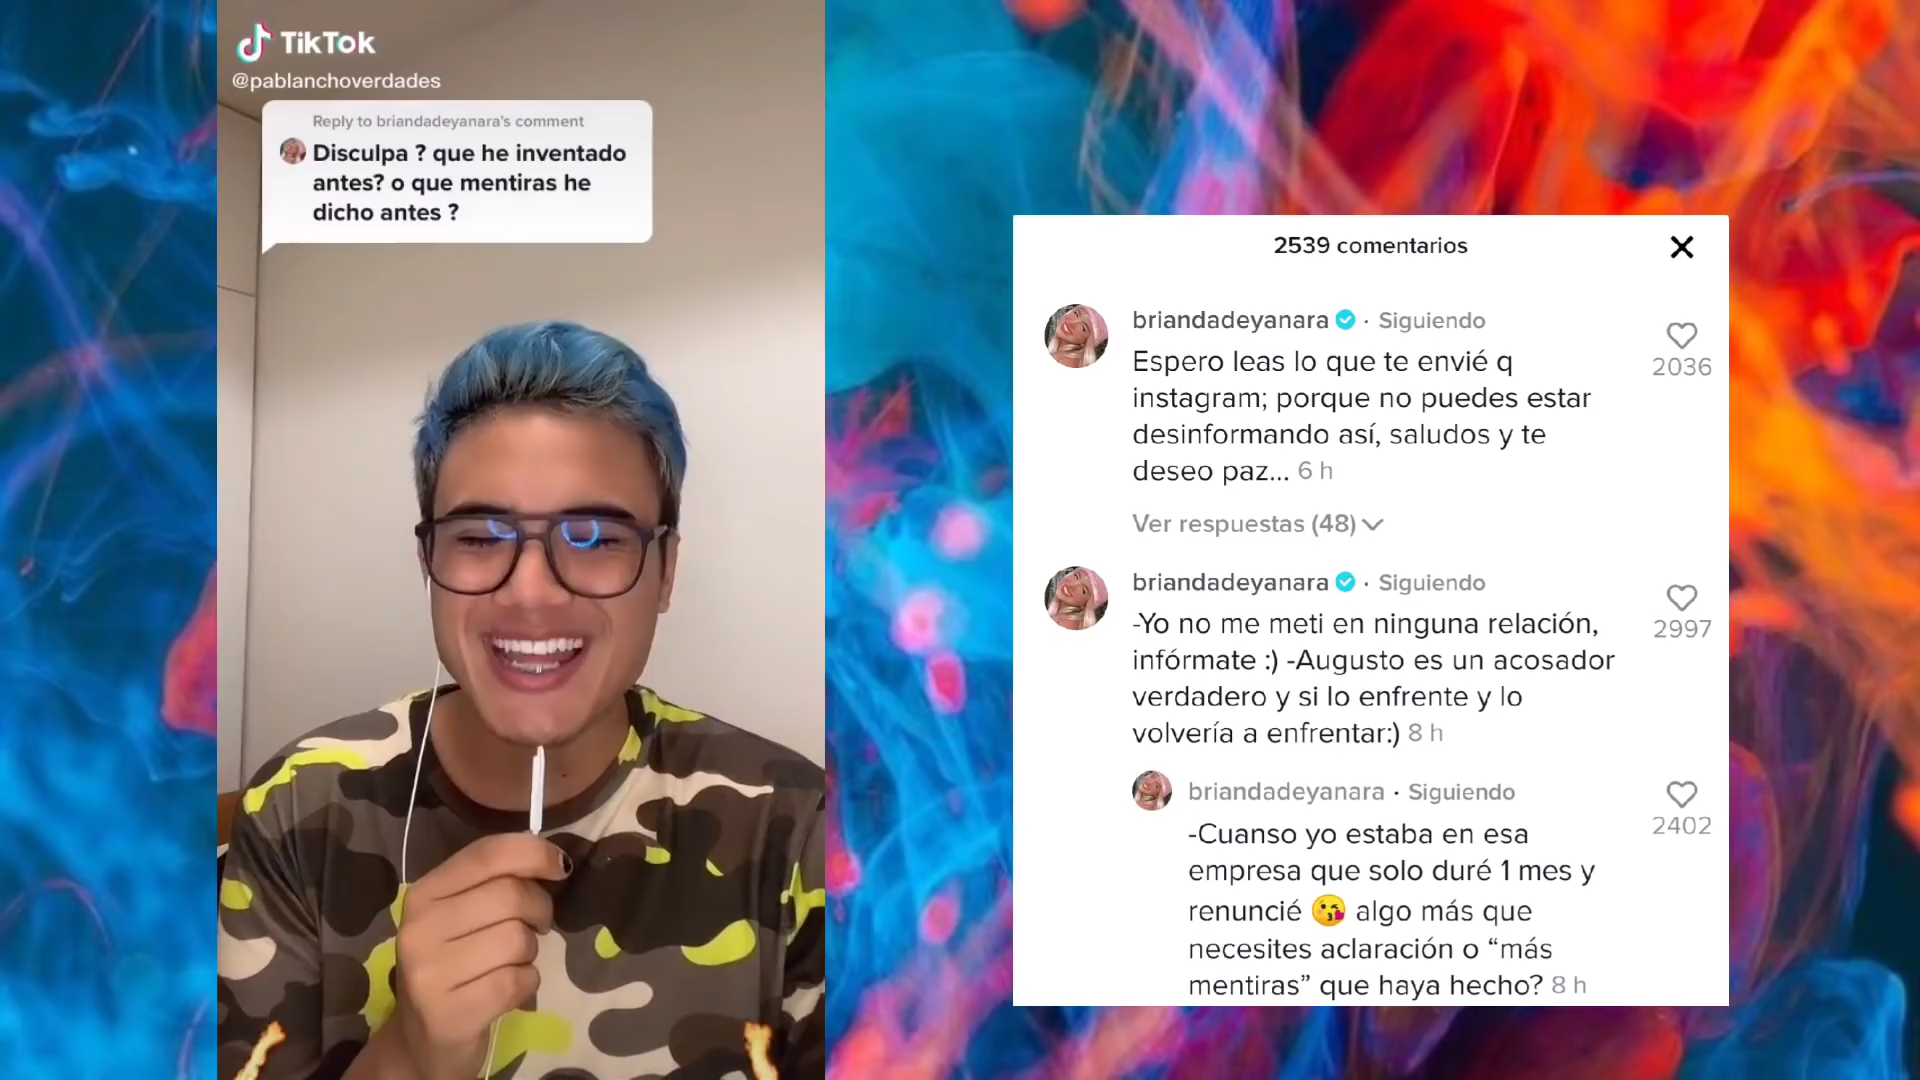 TikTok
@pablanchoverdades
Reply to briandadeyanara's comment
Disculpa ? que he inventado
antes? o que mentiras he
dicho antes ?
2539 comentarios
briandadeyanara · Siguiendo
Espero leas lo que te envié q
instagram; porque no puedes estar
desinformando así, saludos y te
deseo paz... 6 h
2036
Ver respuestas (48)
briandadeyanara · Siguiendo
-Yo no me meti en ninguna relación,
infórmate :) -Augusto es un acosador
verdadero y si lo enfrente y lo
volvería a enfrentar:) 8 h
2997
briandadeyanara · Siguiendo
-Cuanso yo estaba en esa
empresa que solo duré 1 mes y
renuncié 😘 algo más que
necesites aclaración o “más
mentiras” que haya hecho? 8 h
2402